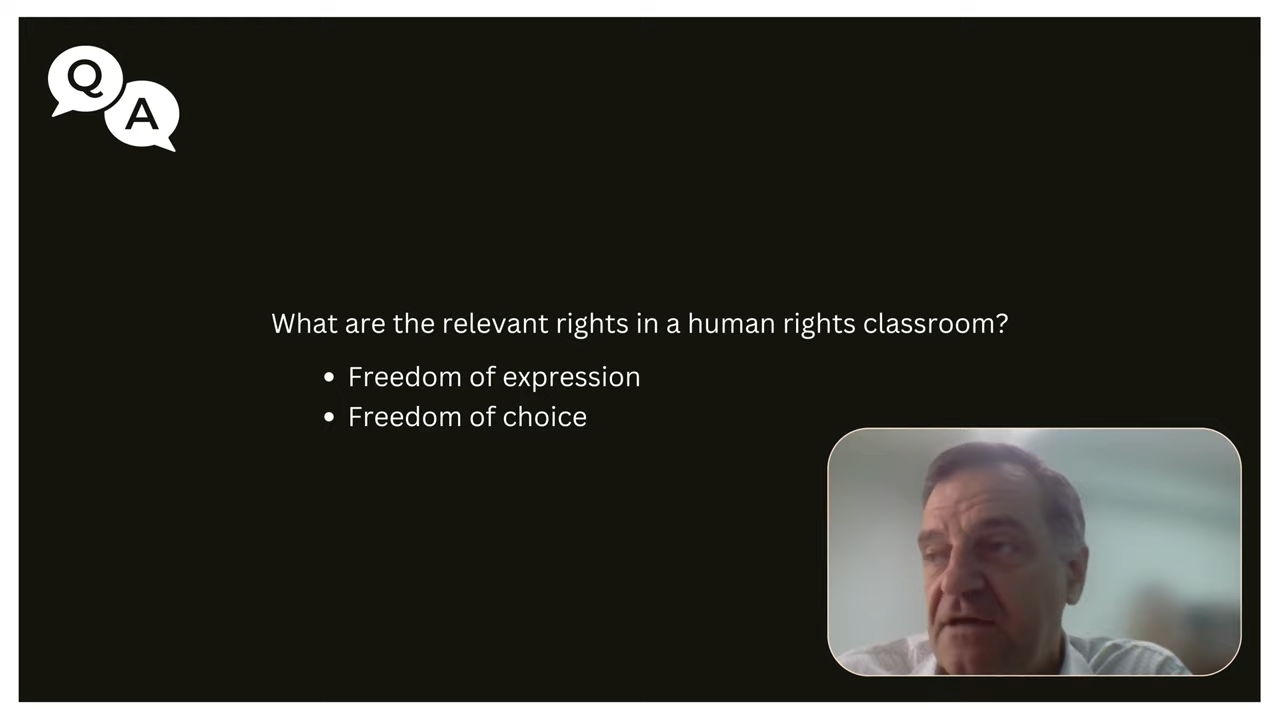 Q
A
What are the relevant rights in a human rights classroom?
• Freedom of expression
• Freedom of choice